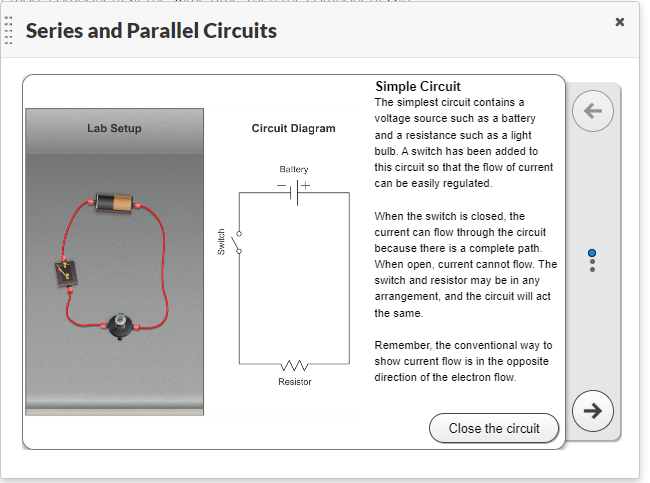 Series and Parallel Circuits
×
Lab Setup
Circuit Diagram
Battery
− +
Switch
Resistor
Simple Circuit
The simplest circuit contains a
voltage source such as a battery
and a resistance such as a light
bulb. A switch has been added to
this circuit so that the flow of current
can be easily regulated.
When the switch is closed, the
current can flow through the circuit
because there is a complete path.
When open, current cannot flow. The
switch and resistor may be in any
arrangement, and the circuit will act
the same.
Remember, the conventional way to
show current flow is in the opposite
direction of the electron flow.
Close the circuit